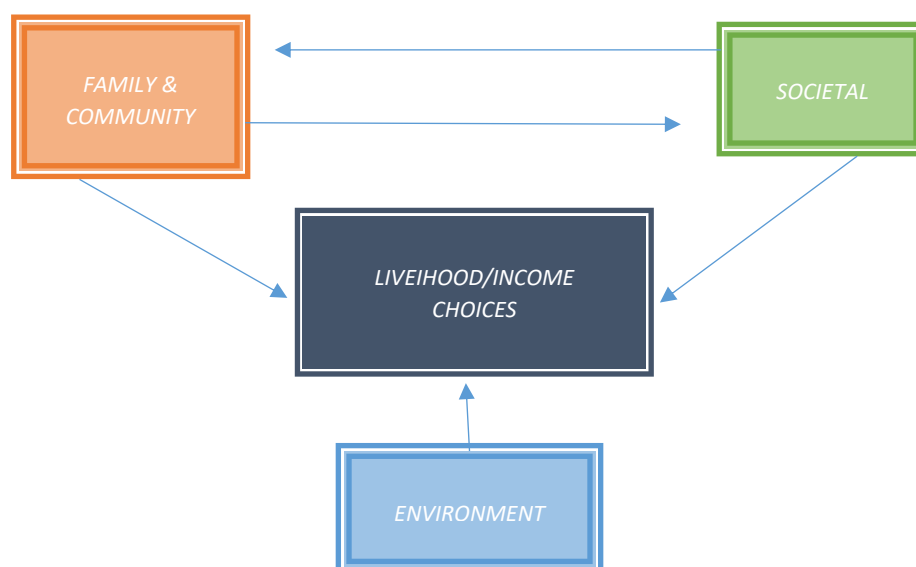 FAMILY &
COMMUNITY
SOCIETAL
LIVEIHOOD/INCOME
CHOICES
ENVIRONMENT